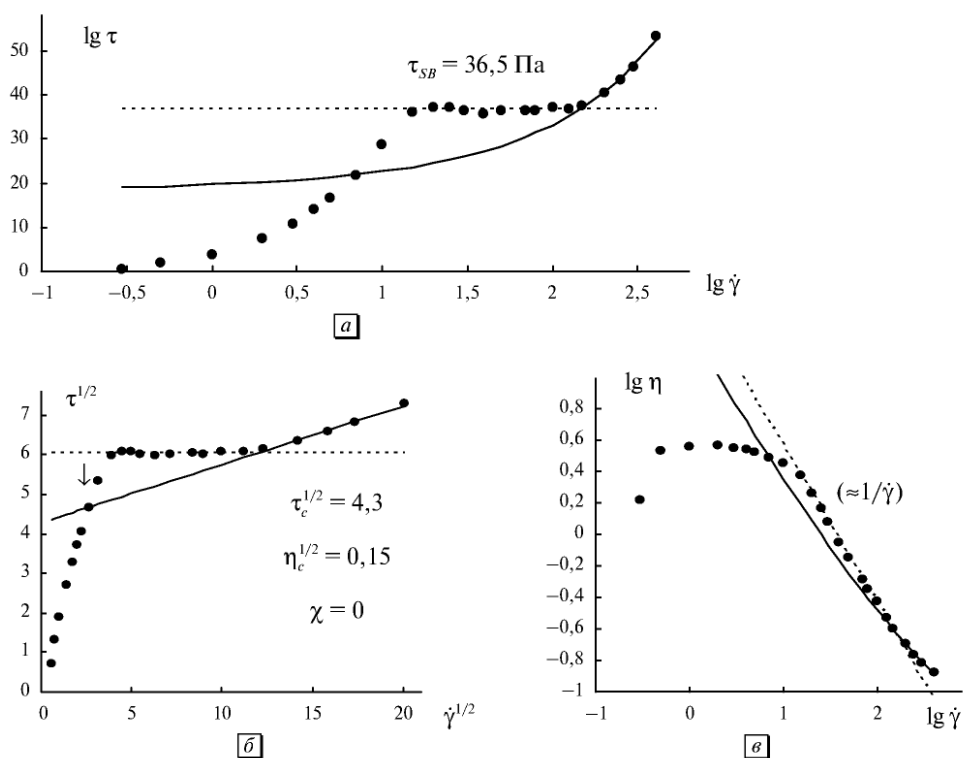 lg τ
50
τ_SB = 36,5 Па
40
30
20
10
0
−1 −0,5 0 0,5 1 1,5 2 2,5
lg γ̇
а
τ^1/2
7
6
5
τ_c^1/2 = 4,3
4
3
η_c^1/2 = 0,15
2
χ = 0
1
0
0 5 10 15 20
γ̇^1/2
б
lg η
0,8
0,6
(≈1/γ̇)
0,4
0,2
0
−0,2
−0,4
−0,6
−0,8
−1
−1 0 1 2
lg γ̇
в